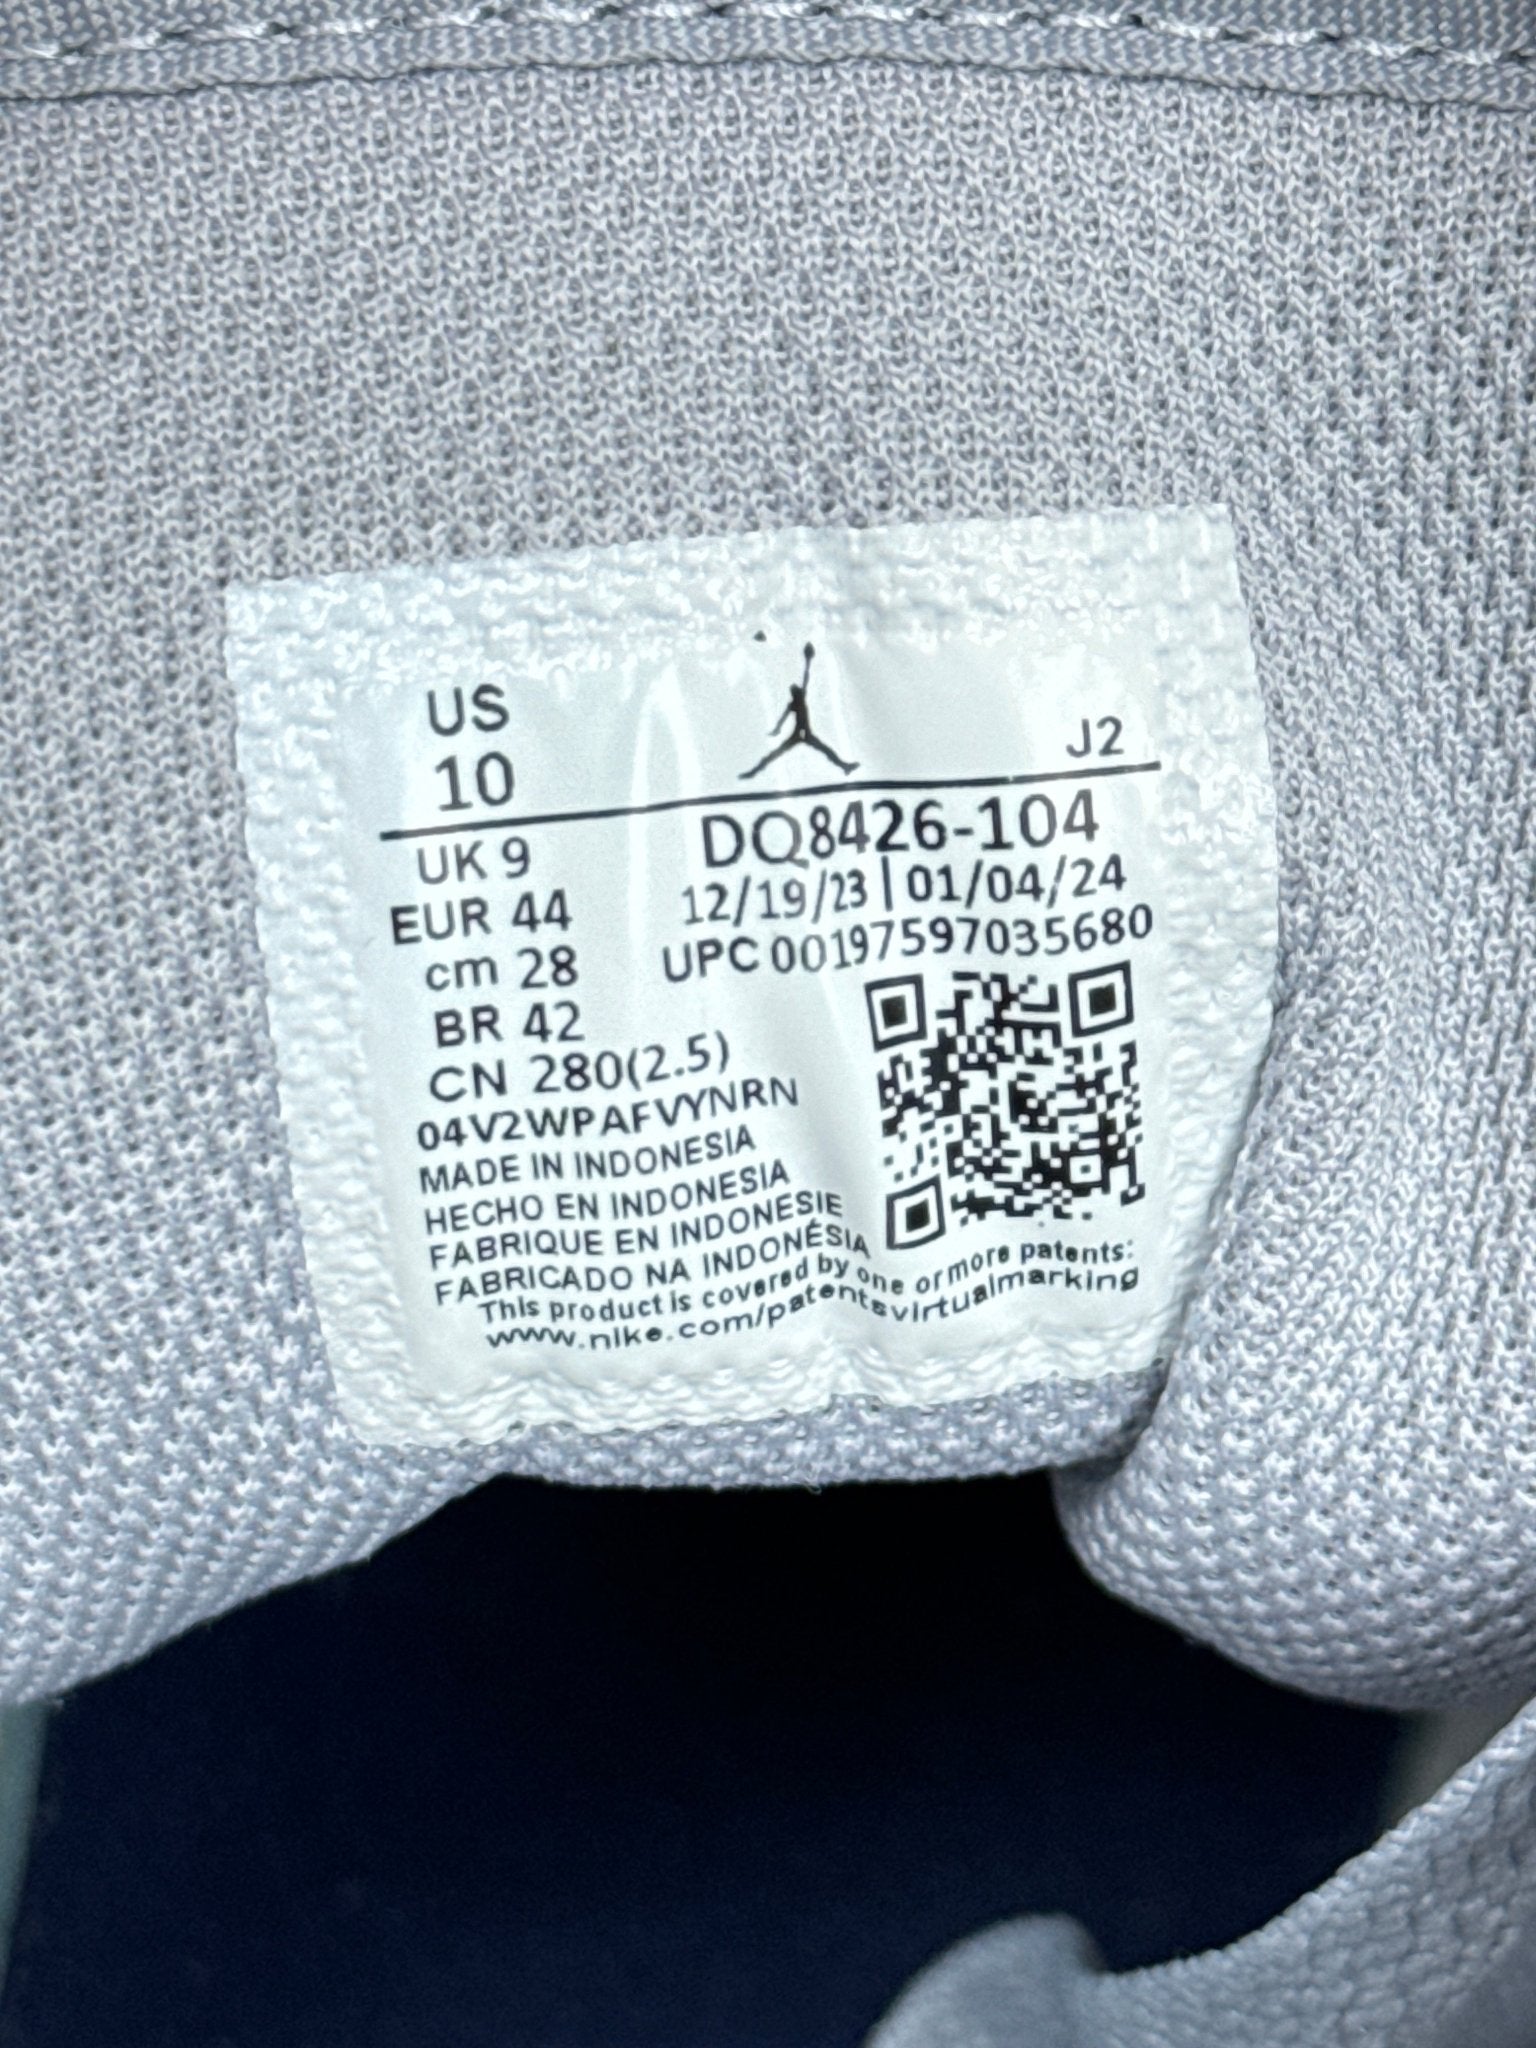 US
10
J2
UK 9
EUR 44
cm 28
BR 42
CN 280(2.5)
DQ8426-104
12/19/23 | 01/04/24
UPC 00197597035680
04V2WPAFVYNRN
MADE IN INDONESIA
HECHO EN INDONESIA
FABRIQUE EN INDONESIE
FABRICADO NA INDONÉSIA
This product is covered by one or more patents:
www.nike.com/patentsvirtualmarking